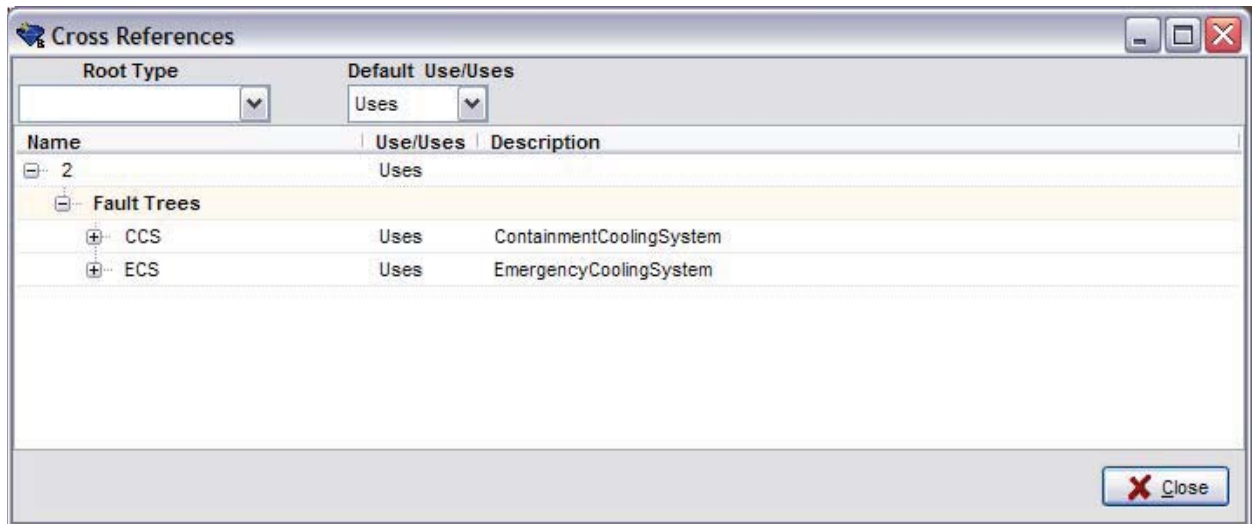 Cross References
Root Type Default Use/Uses
Uses
Name Use/Uses Description
2 Uses
Fault Trees
CCS Uses ContainmentCoolingSystem
ECS Uses EmergencyCoolingSystem
Close